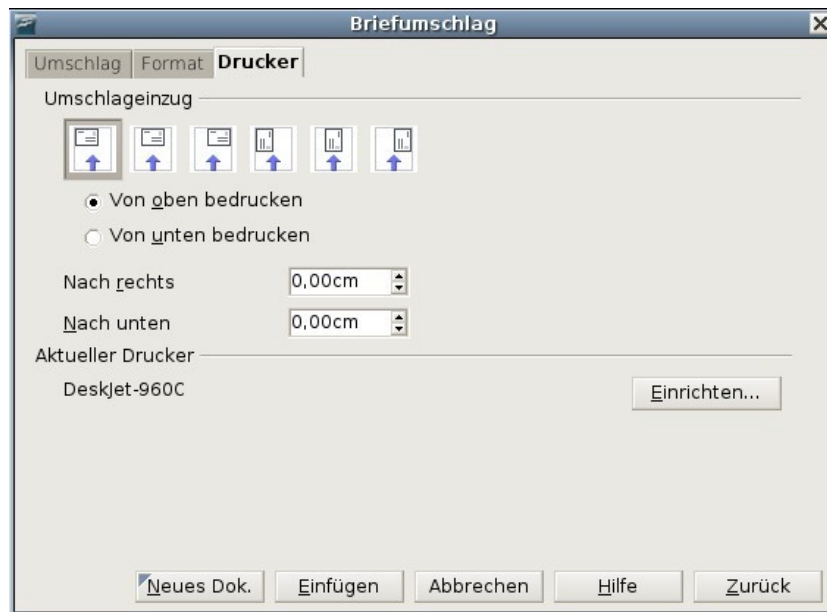 Briefumschlag
Umschlag Format Drucker
Umschlageinzug
Von oben bedrucken
Von unten bedrucken
Nach rechts 0,00cm
Nach unten 0,00cm
Aktueller Drucker
DeskJet-960C Einrichten...
Neues Dok. Einfügen Abbrechen Hilfe Zurück